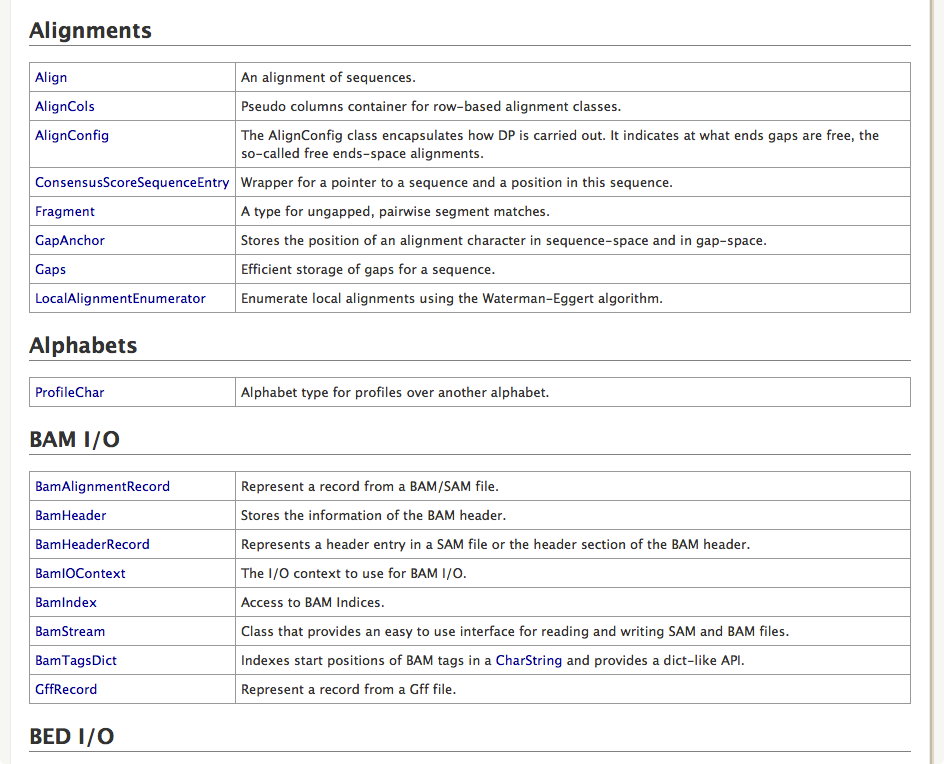 Alignments
Align An alignment of sequences.
AlignCols Pseudo columns container for row-based alignment classes.
AlignConfig The AlignConfig class encapsulates how DP is carried out. It indicates at what ends gaps are free, the
so-called free ends-space alignments.
ConsensusScoreSequenceEntry Wrapper for a pointer to a sequence and a position in this sequence.
Fragment A type for ungapped, pairwise segment matches.
GapAnchor Stores the position of an alignment character in sequence-space and in gap-space.
Gaps Efficient storage of gaps for a sequence.
LocalAlignmentEnumerator Enumerate local alignments using the Waterman-Eggert algorithm.
Alphabets
ProfileChar Alphabet type for profiles over another alphabet.
BAM I/O
BamAlignmentRecord Represent a record from a BAM/SAM file.
BamHeader Stores the information of the BAM header.
BamHeaderRecord Represents a header entry in a SAM file or the header section of the BAM header.
BamIOContext The I/O context to use for BAM I/O.
BamIndex Access to BAM Indices.
BamStream Class that provides an easy to use interface for reading and writing SAM and BAM files.
BamTagsDict Indexes start positions of BAM tags in a CharString and provides a dict-like API.
GffRecord Represent a record from a Gff file.
BED I/O